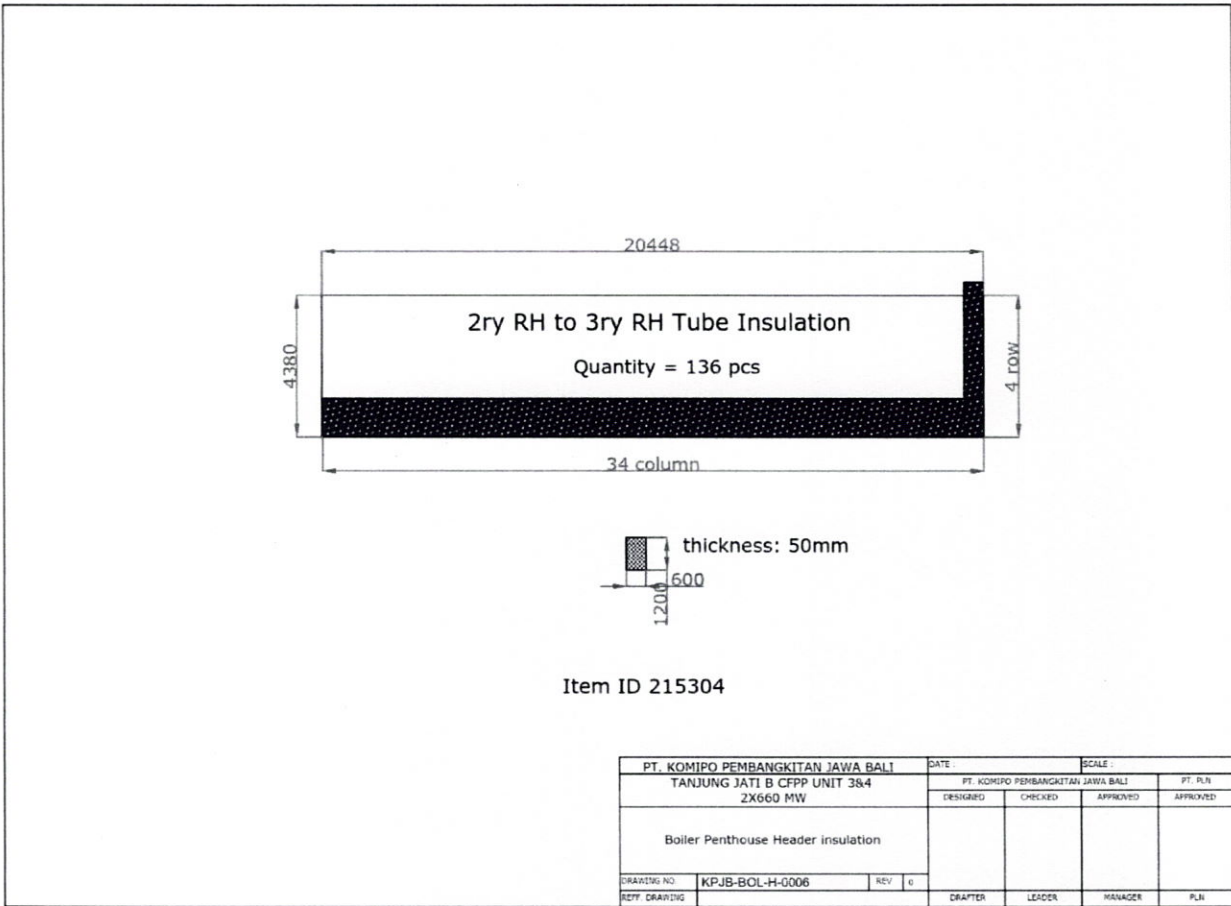 20448
2ry RH to 3ry RH Tube Insulation
Quantity = 136 pcs
4380
4 row
34 column
thickness: 50mm
600
1200
Item ID 215304
PT. KOMIPO PEMBANGKITAN JAWA BALI
TANJUNG JATI B CFPP UNIT 3&4
2X660 MW
Boiler Penthouse Header insulation
DRAWING NO. KPJB-BOL-H-0006 REV 0
REFF. DRAWING
DATE : SCALE :
PT. KOMIPO PEMBANGKITAN JAWA BALI PT. PLN
DESIGNED CHECKED APPROVED APPROVED
DRAFTER LEADER MANAGER PLN